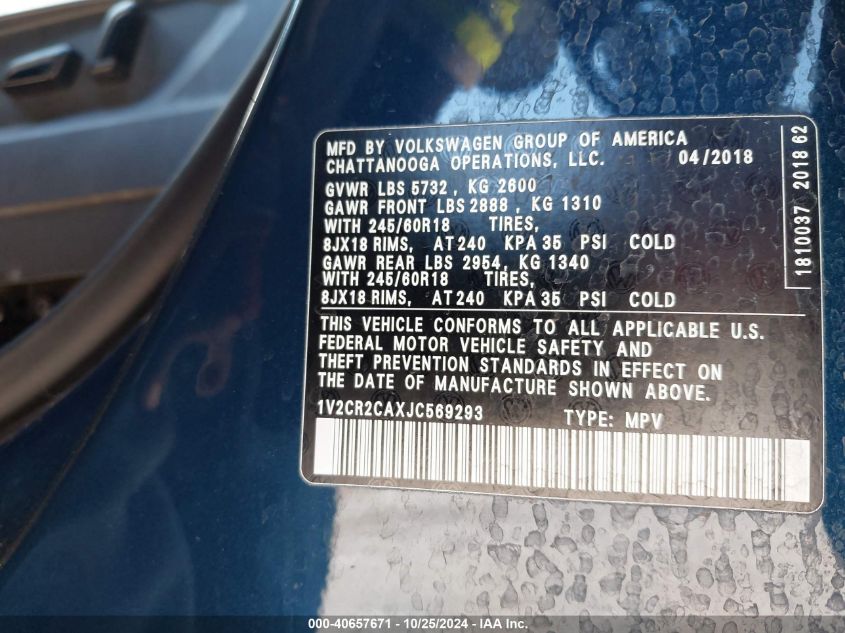 MFD BY VOLKSWAGEN GROUP OF AMERICA
CHATTANOOGA OPERATIONS, LLC. 04/2018
GVWR LBS 5732 , KG 2600
GAWR FRONT LBS 2888 , KG 1310
WITH 245/60R18 TIRES,
8JX18 RIMS, AT 240 KPA 35 PSI COLD
GAWR REAR LBS 2954, KG 1340
WITH 245/60R18 TIRES,
8JX18 RIMS, AT 240 KPA 35 PSI COLD
THIS VEHICLE CONFORMS TO ALL APPLICABLE U.S.
FEDERAL MOTOR VEHICLE SAFETY AND
THEFT PREVENTION STANDARDS IN EFFECT ON
THE DATE OF MANUFACTURE SHOWN ABOVE.
1V2CR2CAXJC569293 TYPE: MPV
1810037 2018 62
000-40657671 - 10/25/2024 - IAA Inc.